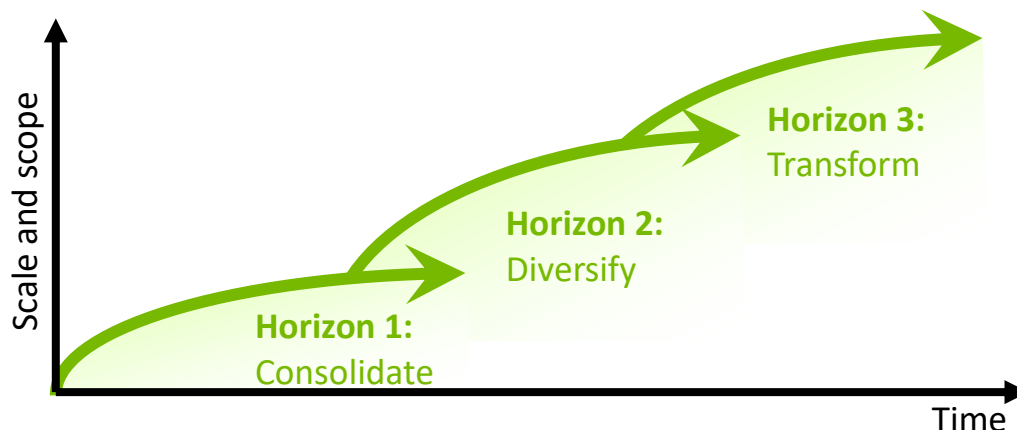 Scale and scope
Horizon 1:
Consolidate
Horizon 2:
Diversify
Horizon 3:
Transform
Time